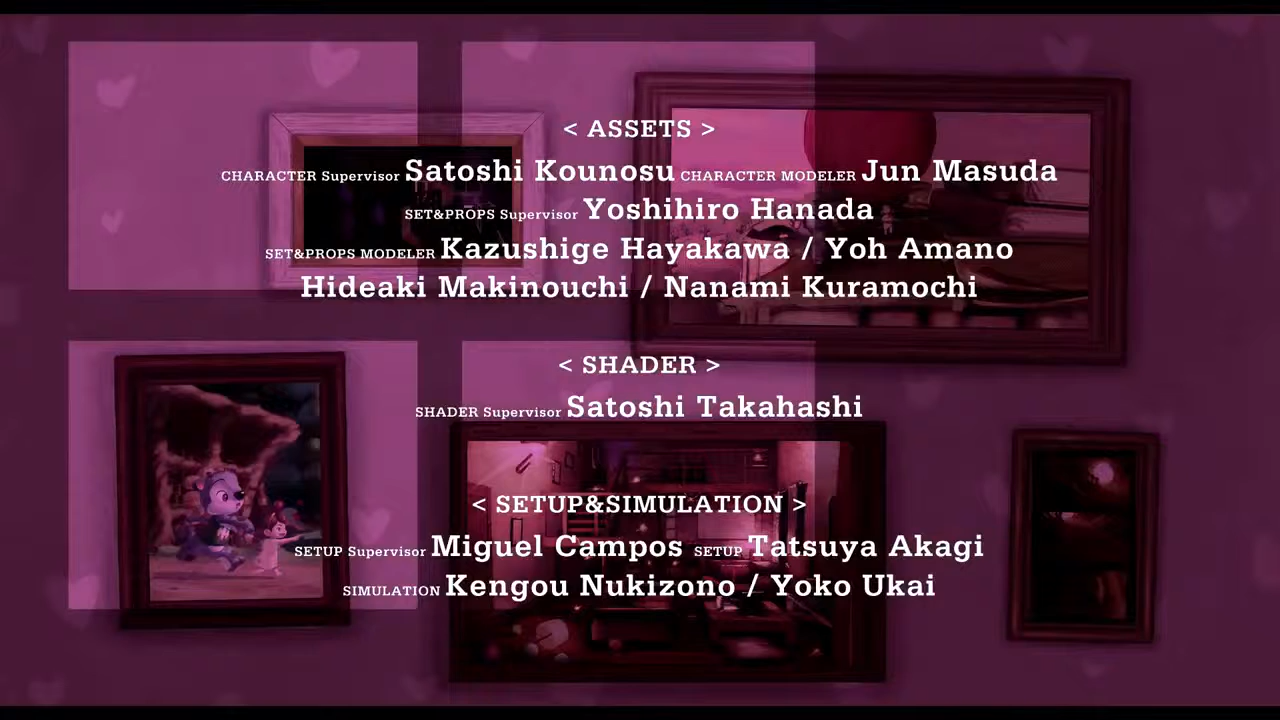 < ASSETS >
CHARACTER Supervisor Satoshi Kounosu CHARACTER MODELER Jun Masuda
SET&PROPS Supervisor Yoshihiro Hanada
SET&PROPS MODELER Kazushige Hayakawa / Yoh Amano
Hideaki Makinouchi / Nanami Kuramochi
< SHADER >
SHADER Supervisor Satoshi Takahashi
< SETUP&SIMULATION >
SETUP Supervisor Miguel Campos SETUP Tatsuya Akagi
SIMULATION Kengou Nukizono / Yoko Ukai